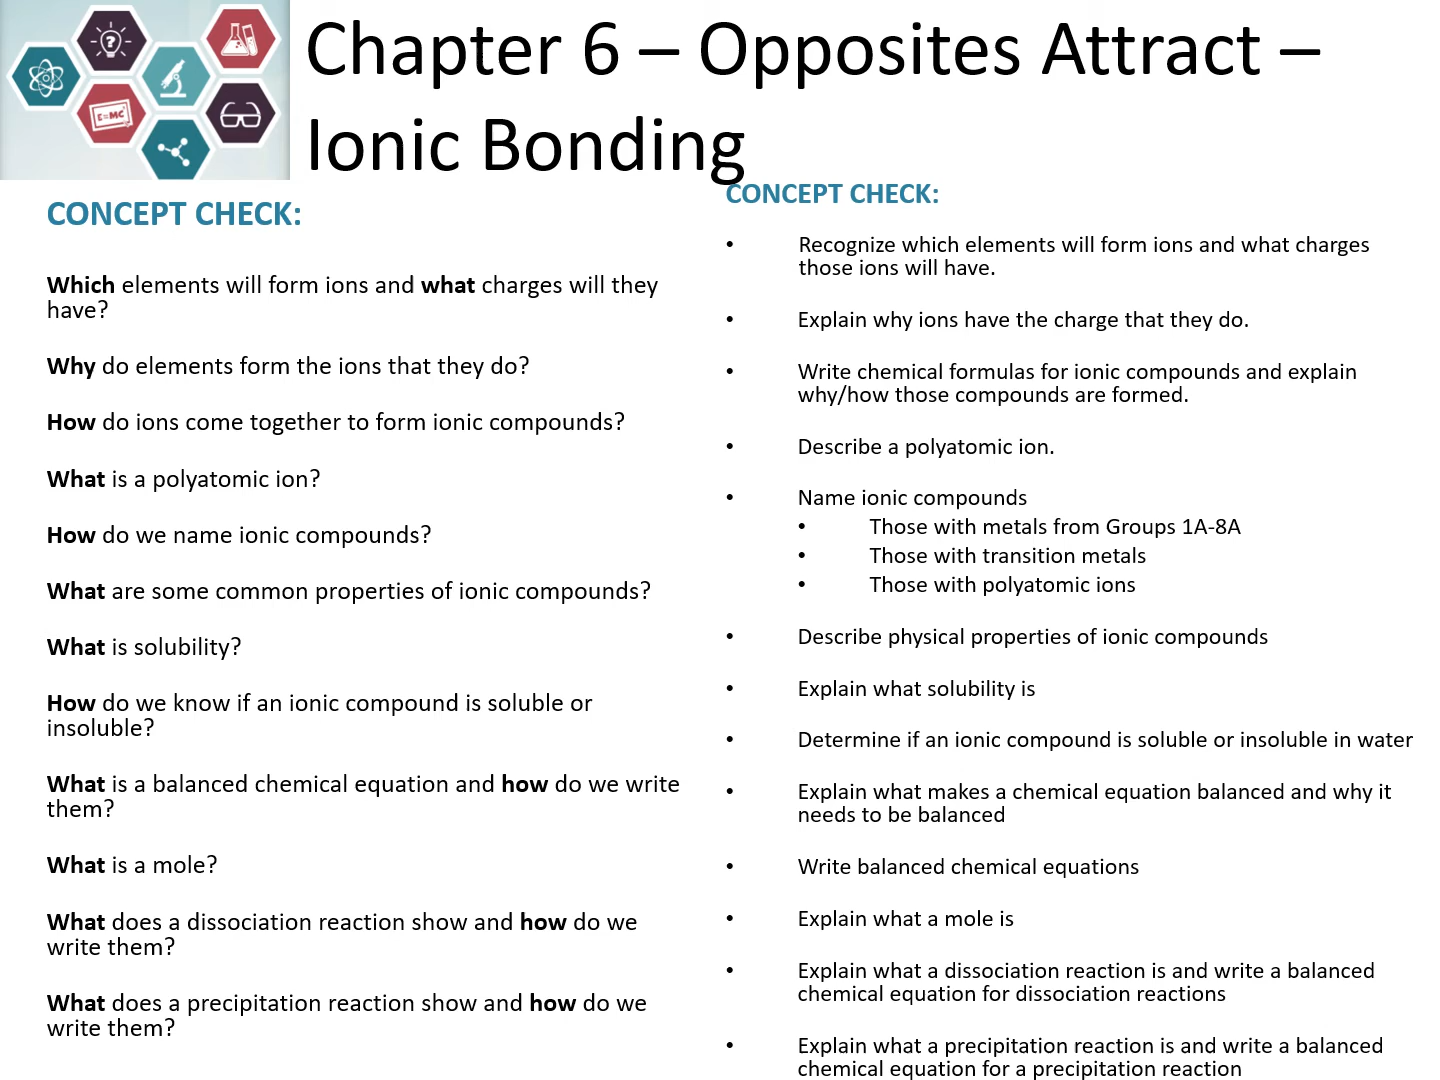 ?
E=MC²
Chapter 6 – Opposites Attract –
Ionic Bonding
CONCEPT CHECK:
Which elements will form ions and what charges will they
have?
Why do elements form the ions that they do?
How do ions come together to form ionic compounds?
What is a polyatomic ion?
How do we name ionic compounds?
What are some common properties of ionic compounds?
What is solubility?
How do we know if an ionic compound is soluble or
insoluble?
What is a balanced chemical equation and how do we write
them?
What is a mole?
What does a dissociation reaction show and how do we
write them?
What does a precipitation reaction show and how do we
write them?
CONCEPT CHECK:
• Recognize which elements will form ions and what charges
those ions will have.
• Explain why ions have the charge that they do.
• Write chemical formulas for ionic compounds and explain
why/how those compounds are formed.
• Describe a polyatomic ion.
• Name ionic compounds
• Those with metals from Groups 1A-8A
• Those with transition metals
• Those with polyatomic ions
• Describe physical properties of ionic compounds
• Explain what solubility is
• Determine if an ionic compound is soluble or insoluble in water
• Explain what makes a chemical equation balanced and why it
needs to be balanced
• Write balanced chemical equations
• Explain what a mole is
• Explain what a dissociation reaction is and write a balanced
chemical equation for dissociation reactions
• Explain what a precipitation reaction is and write a balanced
chemical equation for a precipitation reaction